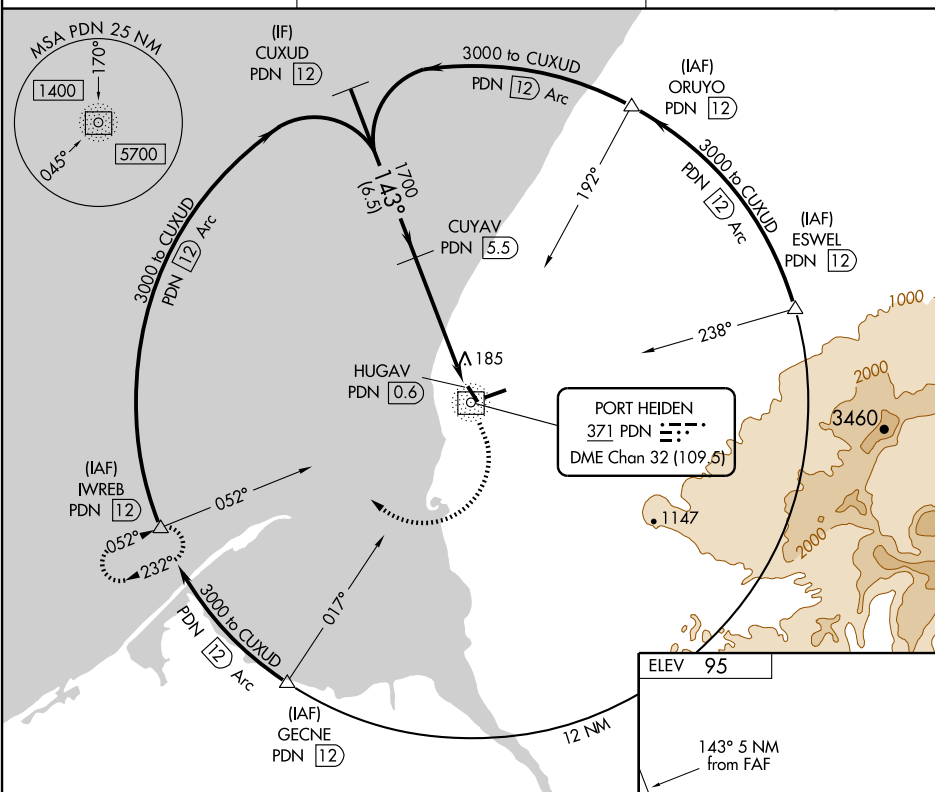 MSA PDN 25 NM
170°
1400
5700
045°
(IF)
CUXUD
PDN 12
3000 to CUXUD
PDN 12 Arc
(IAF)
ORUYO
PDN 12
192°
3000 to CUXUD
PDN 12 Arc
(IAF)
ESWEL
PDN 12
238°
3000 to CUXUD
PDN 12 Arc
1700
143°
(6.5)
CUYAV
PDN 5.5
185
HUGAV
PDN 0.6
PORT HEIDEN
371 PDN
DME Chan 32 (109.5)
1000
2000
3460
1147
2000
(IAF)
IWREB
PDN 12
052°
052°
232°
017°
3000 to CUXUD
PDN 12 Arc
(IAF)
GECNE
PDN 12
12 NM
ELEV 95
143° 5 NM
from FAF